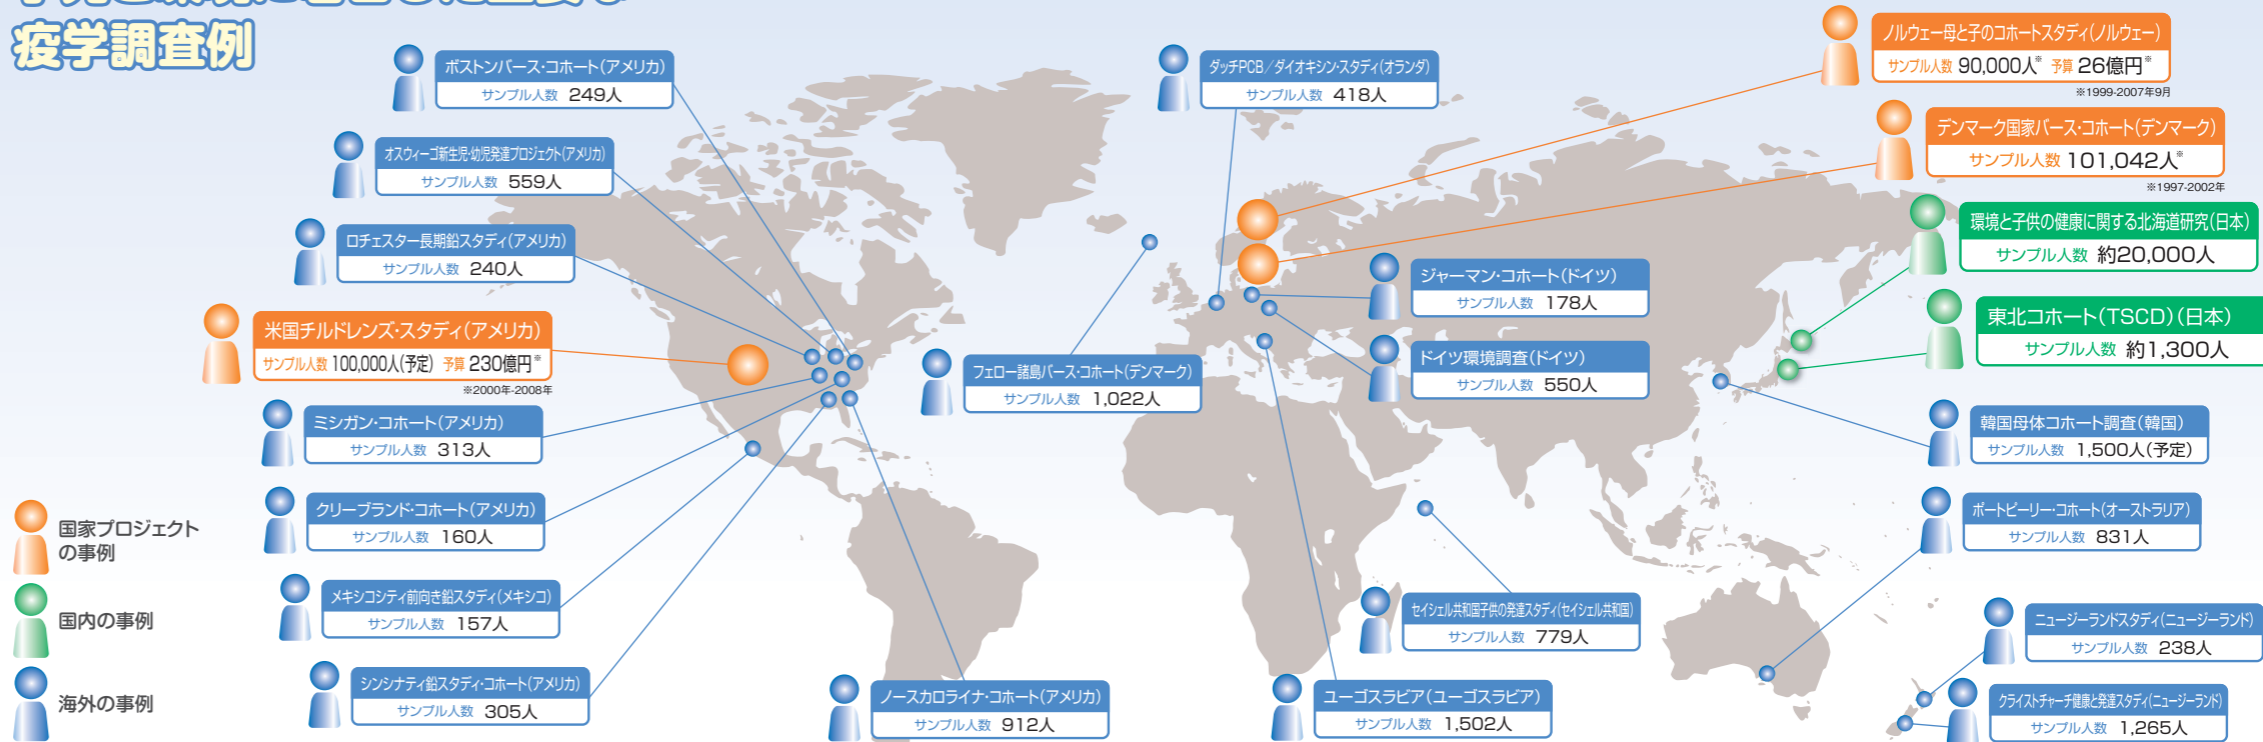 疫学調査例
ボストンバース・コホート(アメリカ)
サンプル人数 249人
オスウィーゴ新生児・幼児発達プロジェクト(アメリカ)
サンプル人数 559人
ロチェスター長期鉛スタディ(アメリカ)
サンプル人数 240人
米国チルドレンズ・スタディ(アメリカ)
サンプル人数 100,000人(予定) 予算 230億円※
※2000年-2008年
ミシガン・コホート(アメリカ)
サンプル人数 313人
クリーブランド・コホート(アメリカ)
サンプル人数 160人
メキシコシティ前向き鉛スタディ(メキシコ)
サンプル人数 157人
シンシナティ鉛スタディ・コホート(アメリカ)
サンプル人数 305人
国家プロジェクト
の事例
国内の事例
海外の事例
ダッチPCB/ダイオキシン・スタディ(オランダ)
サンプル人数 418人
フェロー諸島バース・コホート(デンマーク)
サンプル人数 1,022人
ジャーマン・コホート(ドイツ)
サンプル人数 178人
ドイツ環境調査(ドイツ)
サンプル人数 550人
ノースカロライナ・コホート(アメリカ)
サンプル人数 912人
ユーゴスラビア(ユーゴスラビア)
サンプル人数 1,502人
セイシェル共和国子供の発達スタディ(セイシェル共和国)
サンプル人数 779人
ノルウェー母と子のコホートスタディ(ノルウェー)
サンプル人数 90,000人※ 予算 26億円※
※1999-2007年9月
デンマーク国家バース・コホート(デンマーク)
サンプル人数 101,042人※
※1997-2002年
環境と子供の健康に関する北海道研究(日本)
サンプル人数 約20,000人
東北コホート(TSCD)(日本)
サンプル人数 約1,300人
韓国母体コホート調査(韓国)
サンプル人数 1,500人(予定)
ポートピーリー・コホート(オーストラリア)
サンプル人数 831人
ニュージーランドスタディ(ニュージーランド)
サンプル人数 238人
クライストチャーチ健康と発達スタディ(ニュージーランド)
サンプル人数 1,265人